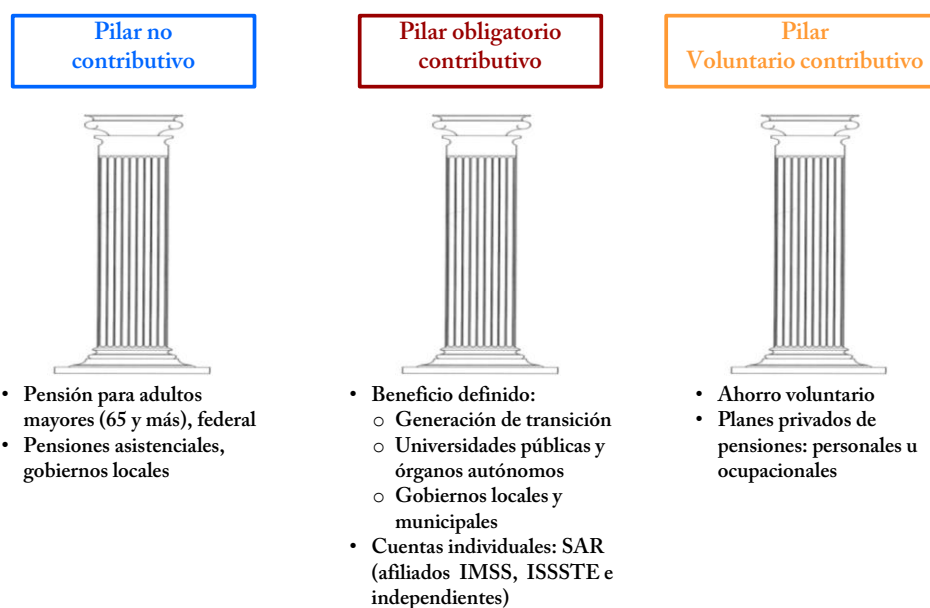 Pilar no
contributivo
Pilar obligatorio
contributivo
Pilar
Voluntario contributivo
• Pensión para adultos
mayores (65 y más), federal
• Pensiones asistenciales,
gobiernos locales
• Beneficio definido:
o Generación de transición
o Universidades públicas y
órganos autónomos
o Gobiernos locales y
municipales
• Cuentas individuales: SAR
(afiliados IMSS, ISSSTE e
independientes)
• Ahorro voluntario
• Planes privados de
pensiones: personales u
ocupacionales